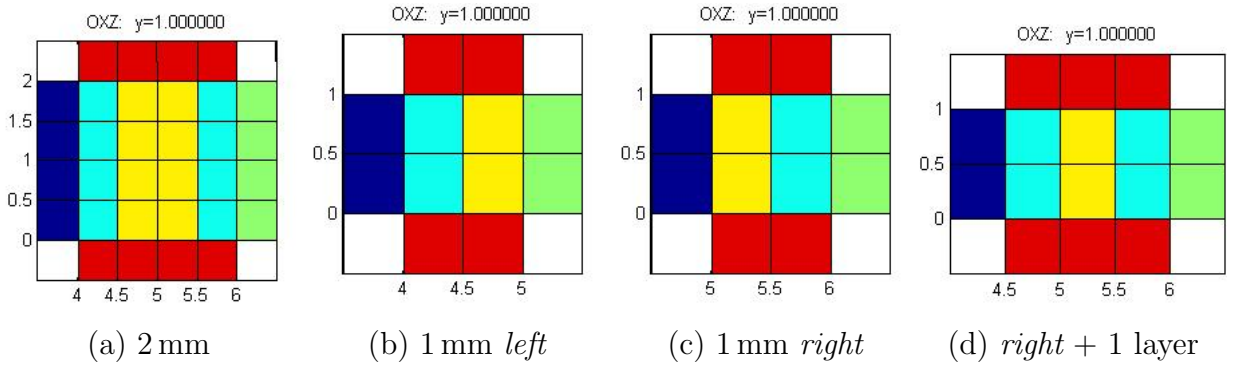 OXZ: y=1.000000
2
1.5
1
0.5
0
4 4.5 5 5.5 6
(a) 2 mm
OXZ: y=1.000000
1
0.5
0
4 4.5 5
(b) 1 mm left
OXZ: y=1.000000
1
0.5
0
5 5.5 6
(c) 1 mm right
OXZ: y=1.000000
1
0.5
0
4.5 5 5.5 6
(d) right + 1 layer